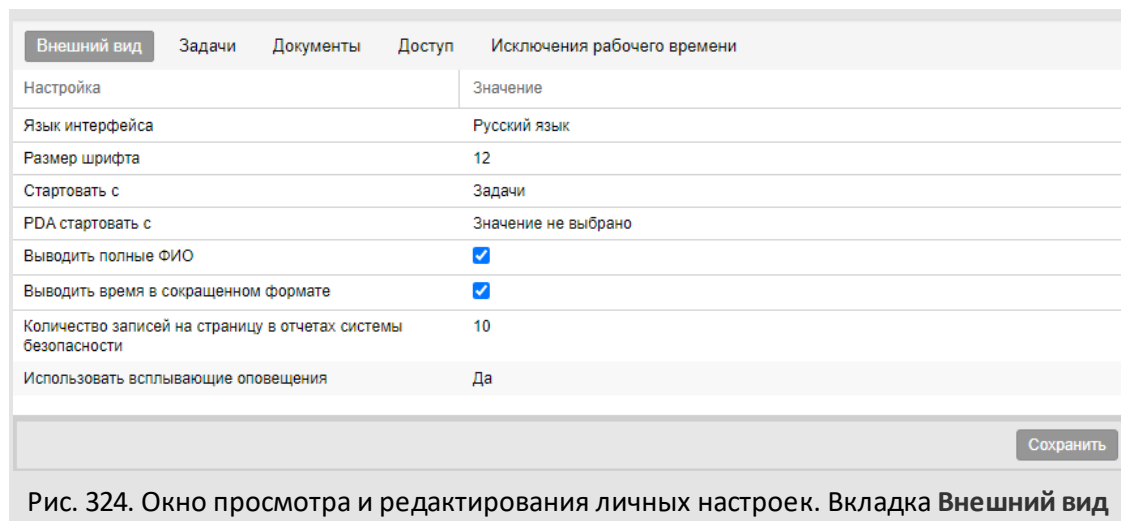 Внешний вид Задачи Документы Доступ Исключения рабочего времени
Настройка Значение
Язык интерфейса Русский язык
Размер шрифта 12
Стартовать с Задачи
PDA стартовать с Значение не выбрано
Выводить полные ФИО
Выводить время в сокращенном формате
Количество записей на страницу в отчетах системы 10
безопасности
Использовать всплывающие оповещения Да
Сохранить
Рис. 324. Окно просмотра и редактирования личных настроек. Вкладка Внешний вид